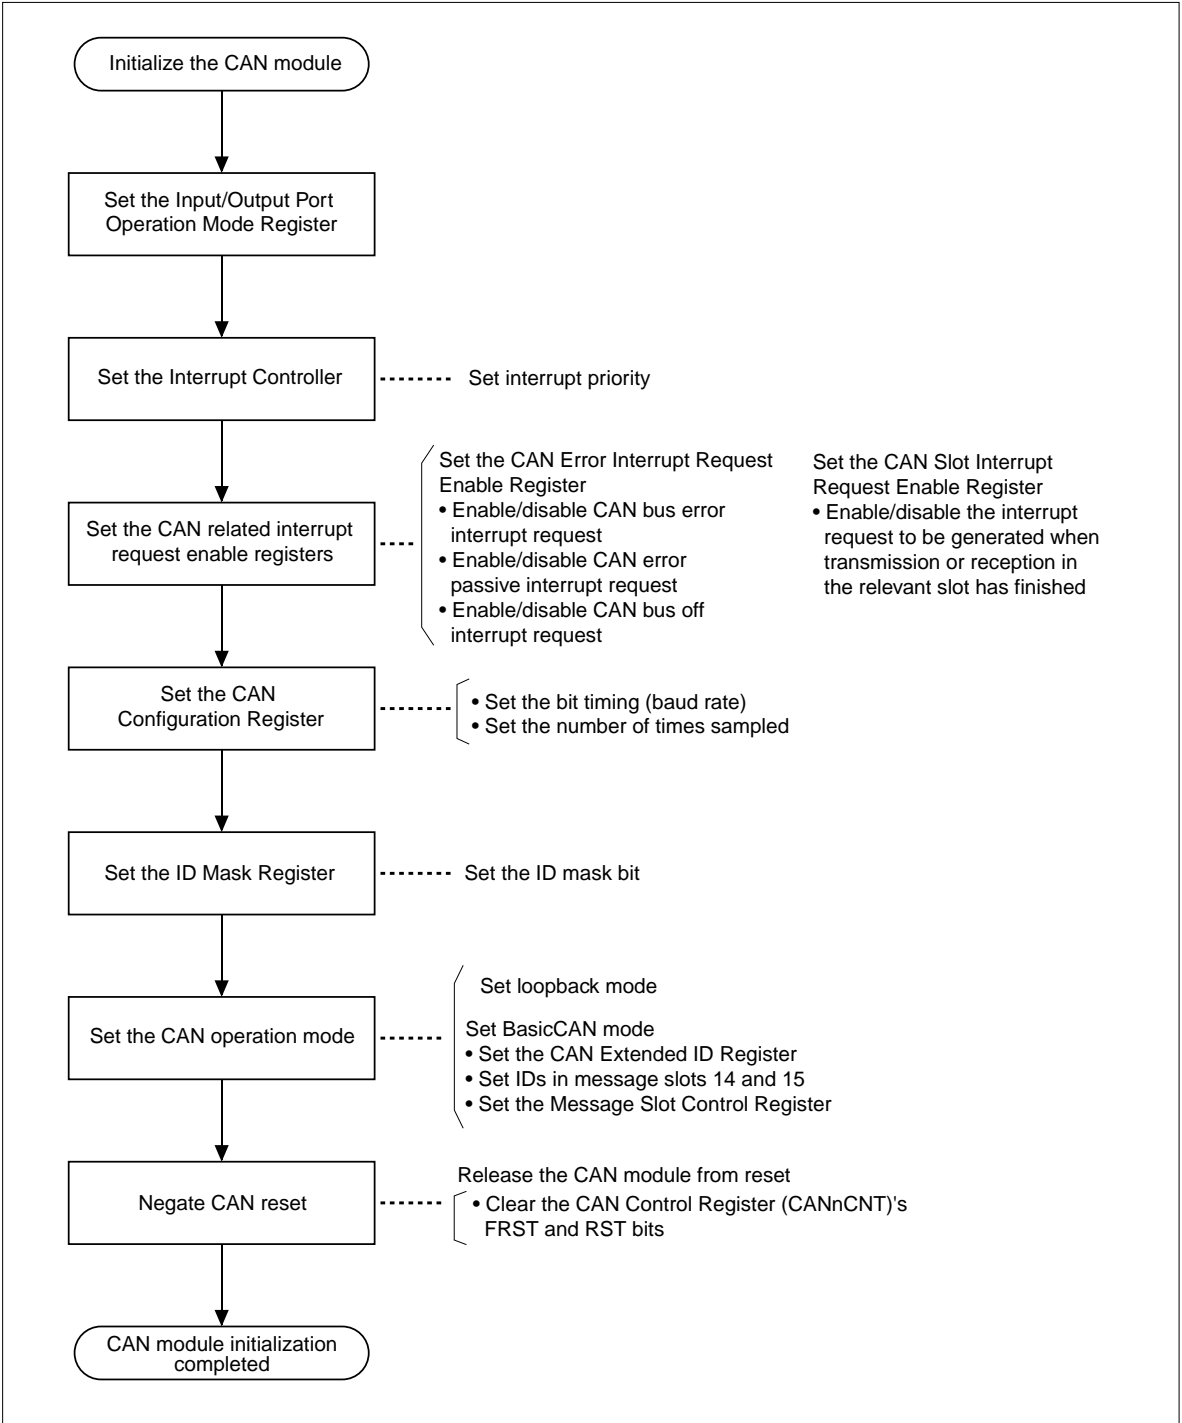 Initialize the CAN module
Set the Input/Output Port
Operation Mode Register
Set the Interrupt Controller
Set interrupt priority
Set the CAN related interrupt
request enable registers
Set the CAN Error Interrupt Request
Enable Register
• Enable/disable CAN bus error
interrupt request
• Enable/disable CAN error
passive interrupt request
• Enable/disable CAN bus off
interrupt request
Set the CAN Slot Interrupt
Request Enable Register
• Enable/disable the interrupt
request to be generated when
transmission or reception in
the relevant slot has finished
Set the CAN
Configuration Register
• Set the bit timing (baud rate)
• Set the number of times sampled
Set the ID Mask Register
Set the ID mask bit
Set the CAN operation mode
Set loopback mode
Set BasicCAN mode
• Set the CAN Extended ID Register
• Set IDs in message slots 14 and 15
• Set the Message Slot Control Register
Negate CAN reset
Release the CAN module from reset
• Clear the CAN Control Register (CANnCNT)'s
FRST and RST bits
CAN module initialization
completed